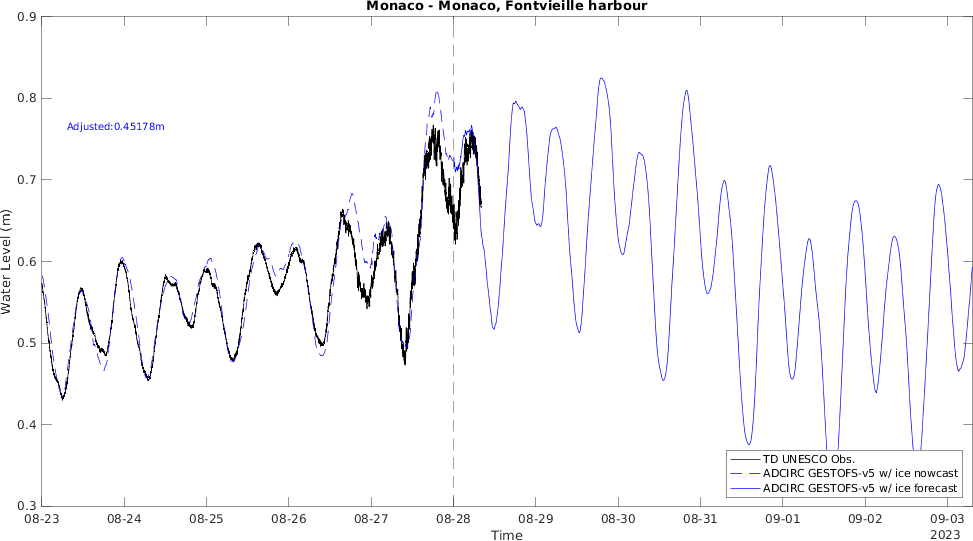 Monaco - Monaco, Fontvieille harbour
0.9
0.8
Adjusted:0.45178m
0.7
0.6
Water Level (m)
0.5
0.4
0.3
TD UNESCO Obs.
ADCIRC GESTOFS-v5 w/ ice nowcast
ADCIRC GESTOFS-v5 w/ ice forecast
08-23 08-24 08-25 08-26 08-27 08-28 08-29 08-30 08-31 09-01 09-02 09-03
Time
2023